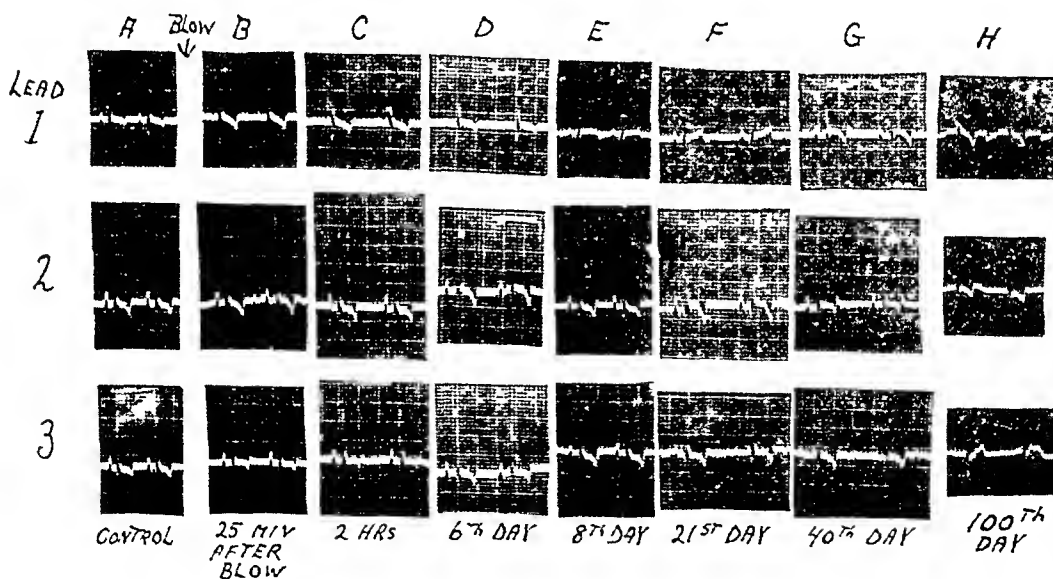 A BLOW B C D E F G H
LEAD
1
2
3
CONTROL 25 MIN AFTER BLOW 2 HRS 6TH DAY 8TH DAY 21ST DAY 40TH DAY 100TH DAY